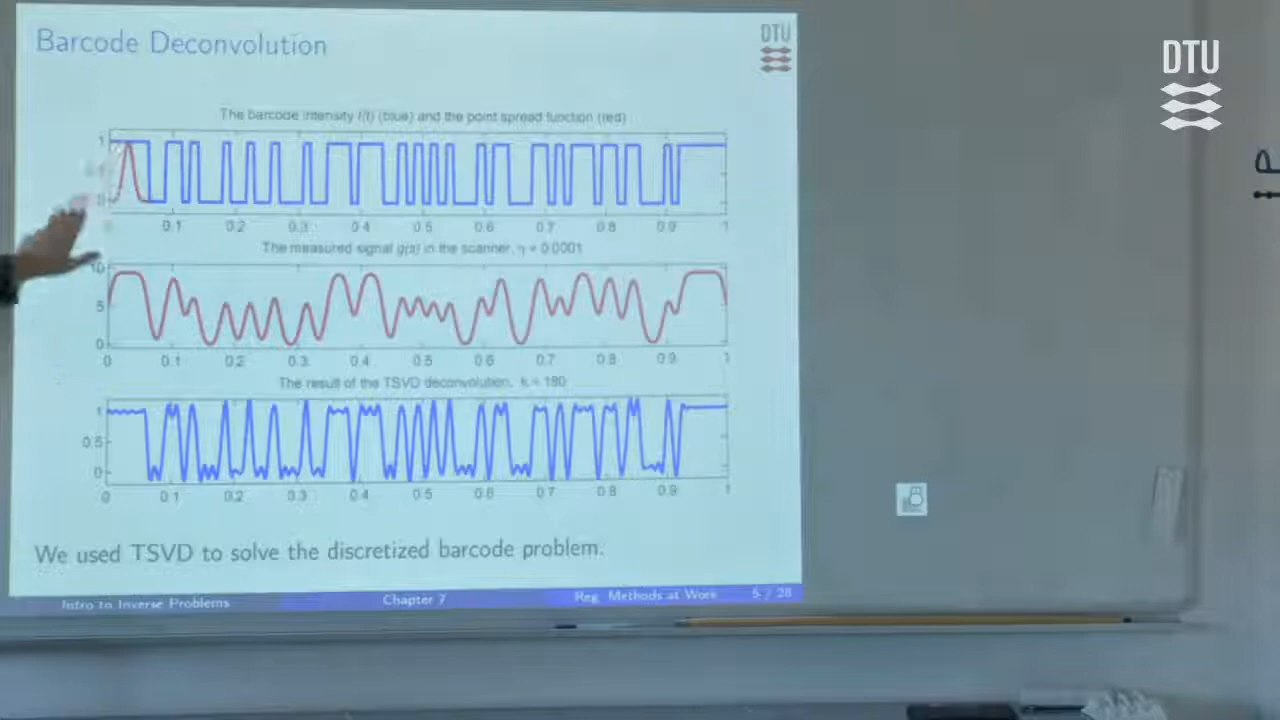 Barcode Deconvolution
DTU
DTU
The barcode intensity f(t) (blue) and the point spread function (red)
1
0
0.1 0.2 0.3 0.4 0.5 0.6 0.7 0.8 0.9 1
The measured signal g(s) in the scanner, η = 0.0001
10
5
0
0 0.1 0.2 0.3 0.4 0.5 0.6 0.7 0.8 0.9 1
The result of the TSVD deconvolution, k = 180
1
0.5
0
0 0.1 0.2 0.3 0.4 0.5 0.6 0.7 0.8 0.9 1
We used TSVD to solve the discretized barcode problem.
Intro to Inverse Problems Chapter 7 Reg. Methods at Work 5 / 28